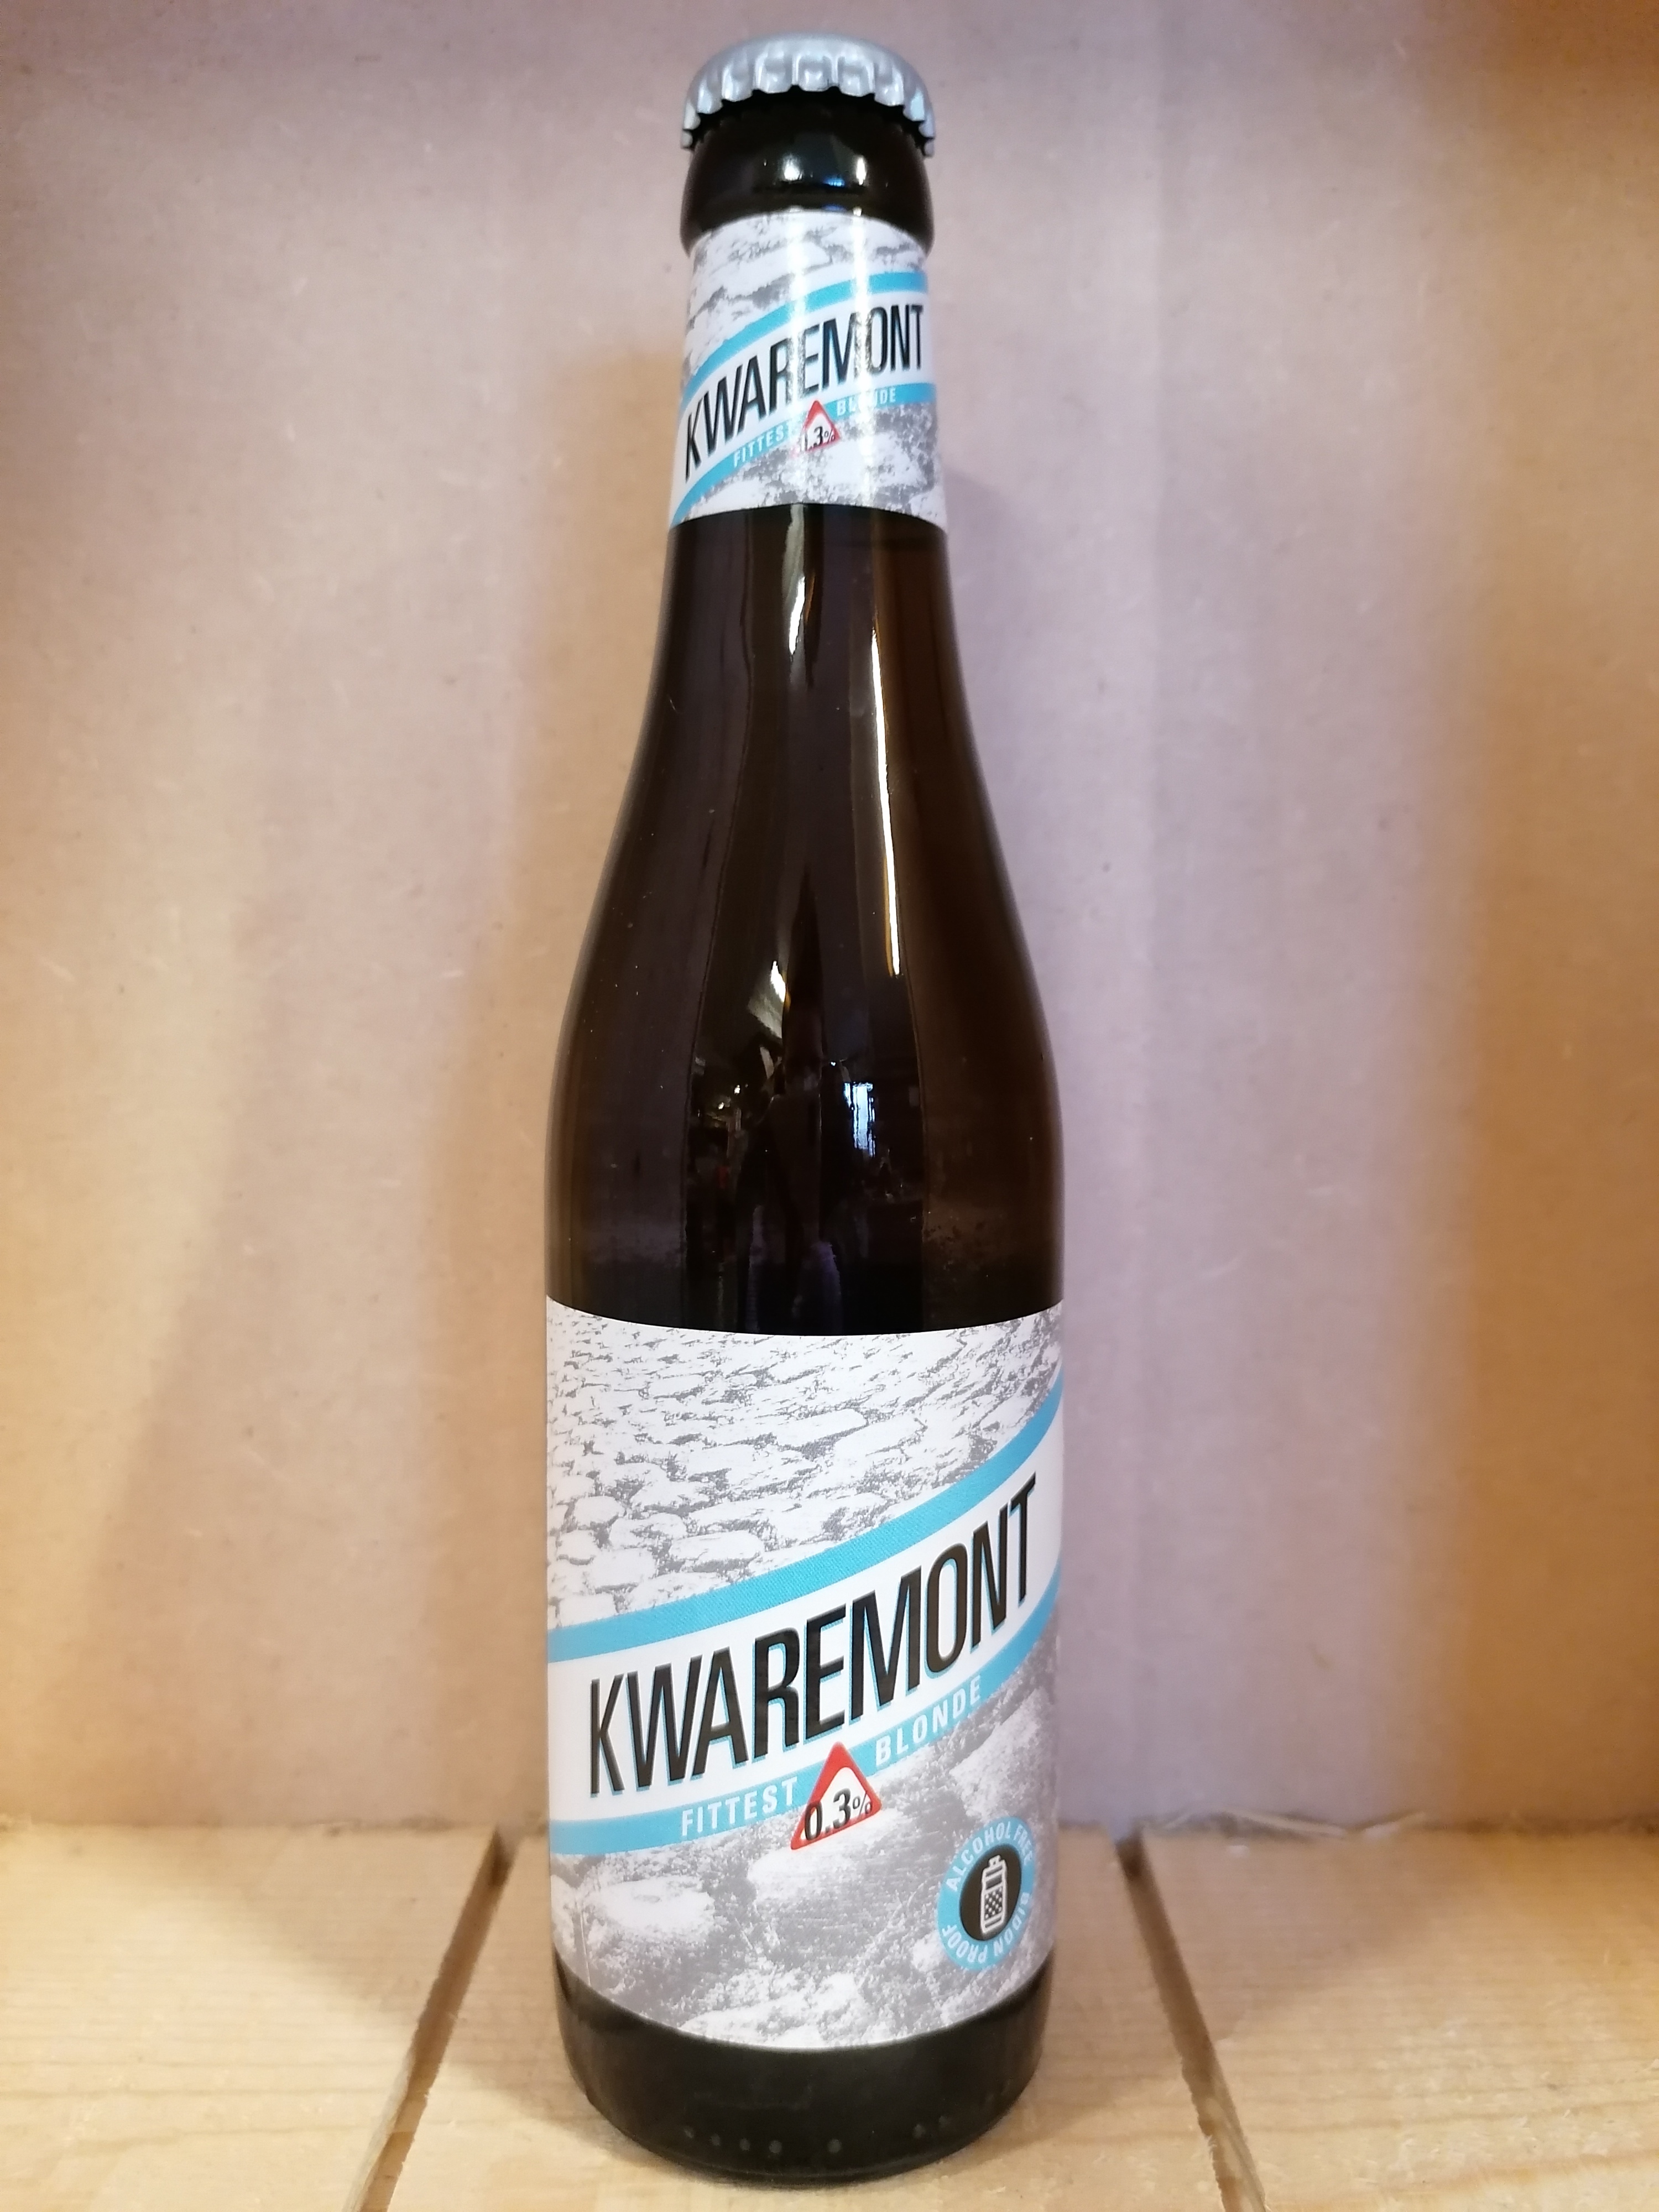 KWAREMONT
FITTEST 0.3% BLONDE
KWAREMONT
FITTEST 0.3% BLONDE
ALCOHOL FREE
BIDON PROOF